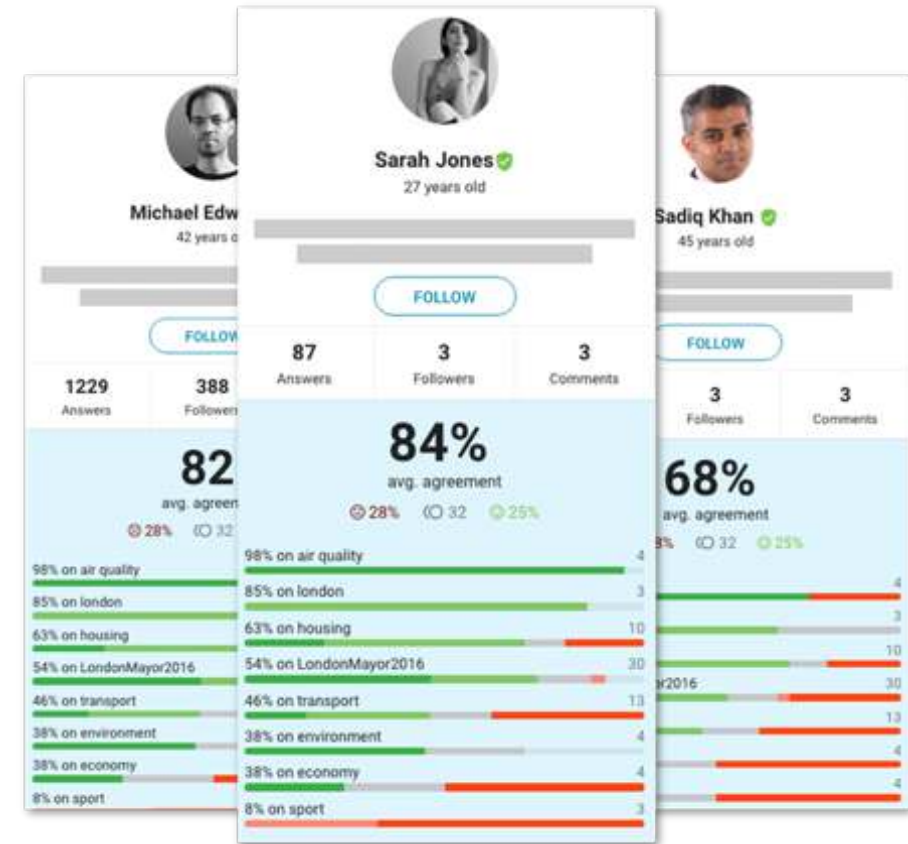 Michael Edw
42 years o
FOLLOW
1229
Answers
388
Followers
82
avg. agreem
28%
32
98% on air quality
85% on london
63% on housing
54% on LondonMayor2016
46% on transport
38% on environment
38% on economy
8% on sport
Sarah Jones
27 years old
FOLLOW
87
Answers
3
Followers
3
Comments
84%
avg. agreement
28%
32
25%
98% on air quality 4
85% on london 3
63% on housing 10
54% on LondonMayor2016 30
46% on transport 13
38% on environment 4
38% on economy 4
8% on sport 3
Sadiq Khan
45 years old
FOLLOW
3
Followers
3
Comments
68%
avg. agreement
8%
32
25%
4
3
10
r2016 30
13
4
4